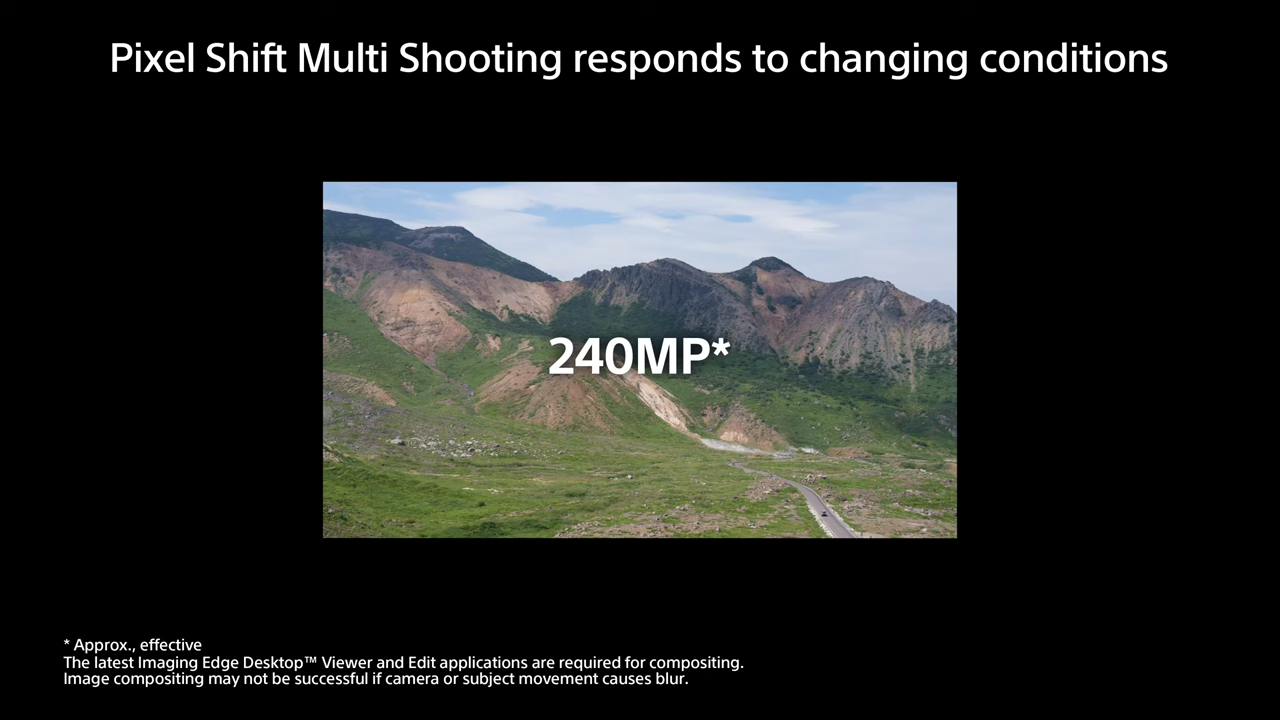 Pixel Shift Multi Shooting responds to changing conditions
240MP*
* Approx., effective
The latest Imaging Edge Desktop™ Viewer and Edit applications are required for compositing.
Image compositing may not be successful if camera or subject movement causes blur.